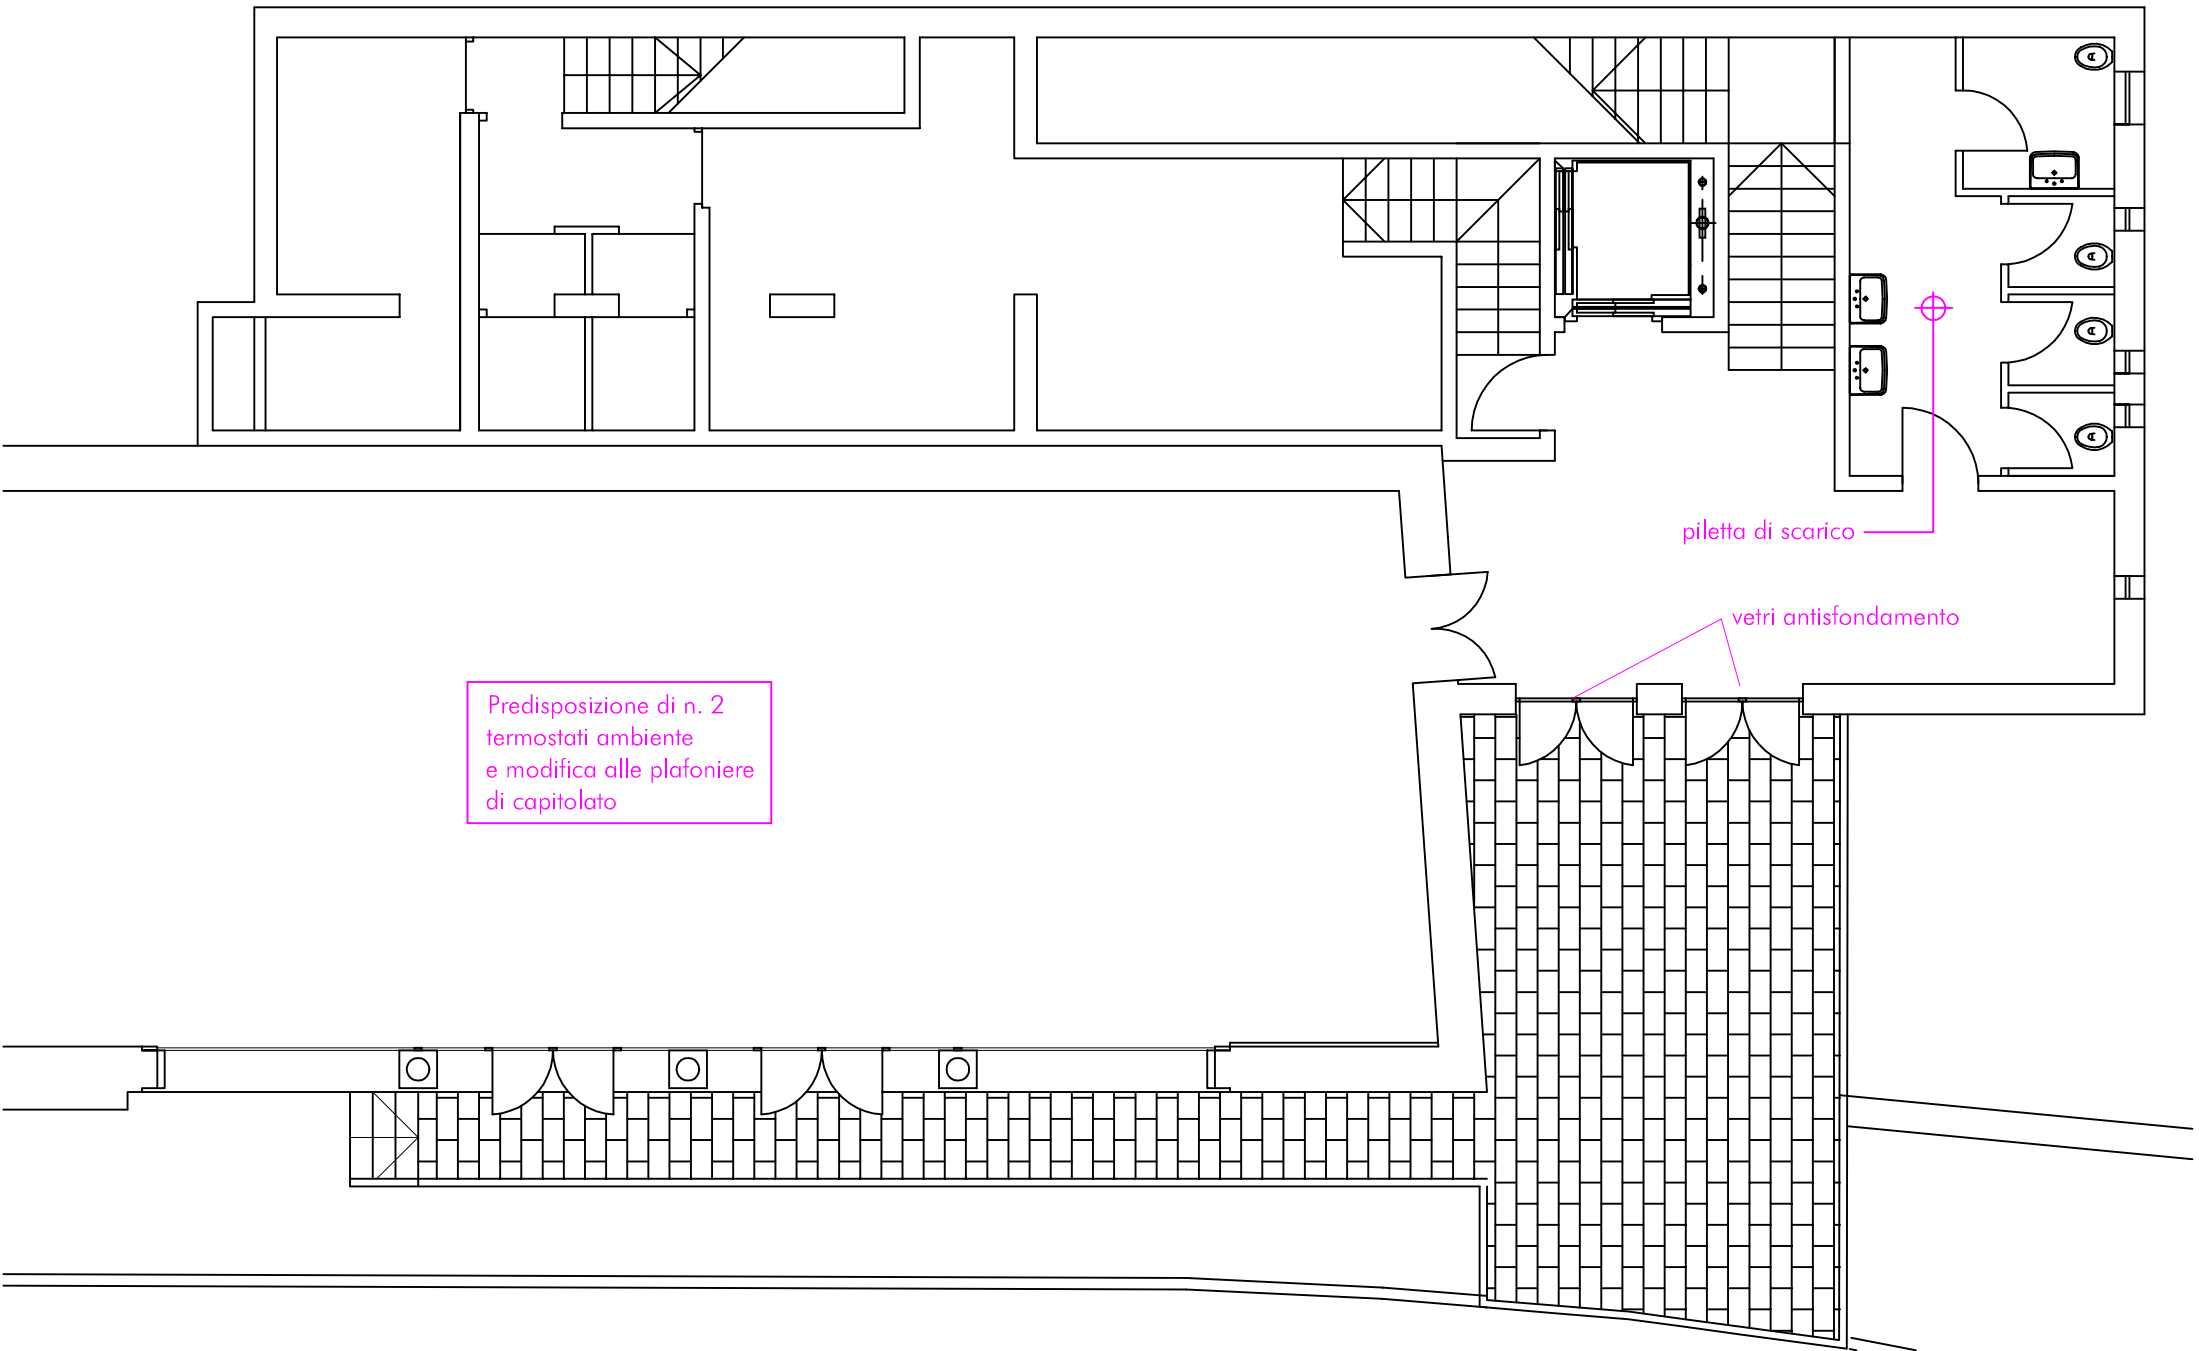 piletta di scarico
vetri antisfondamento
Predisposizione di n. 2
termostati ambiente
e modifica alle plafoniere
di capitolato